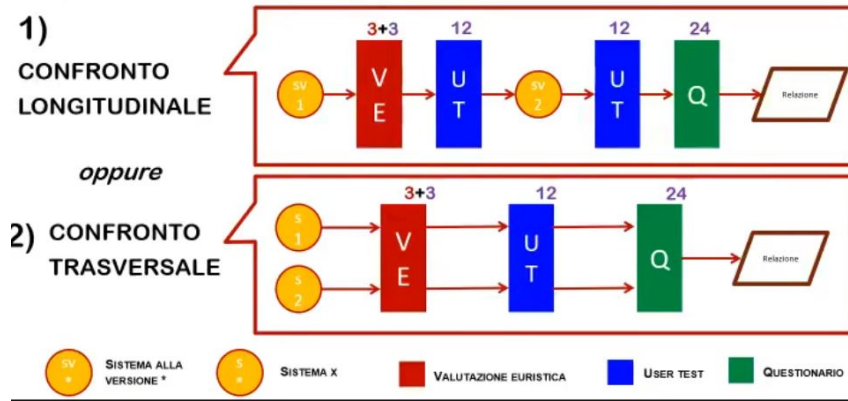 1)
CONFRONTO
LONGITUDINALE
3+3
12
12
24
SV
1
V
E
U
T
SV
2
U
T
Q
Relazione
oppure
2) CONFRONTO
TRASVERSALE
3+3
12
24
S
1
S
2
V
E
U
T
Q
Relazione
SV
*
SISTEMA ALLA
VERSIONE *
S
SISTEMA X
VALUTAZIONE EURISTICA
USER TEST
QUESTIONARIO